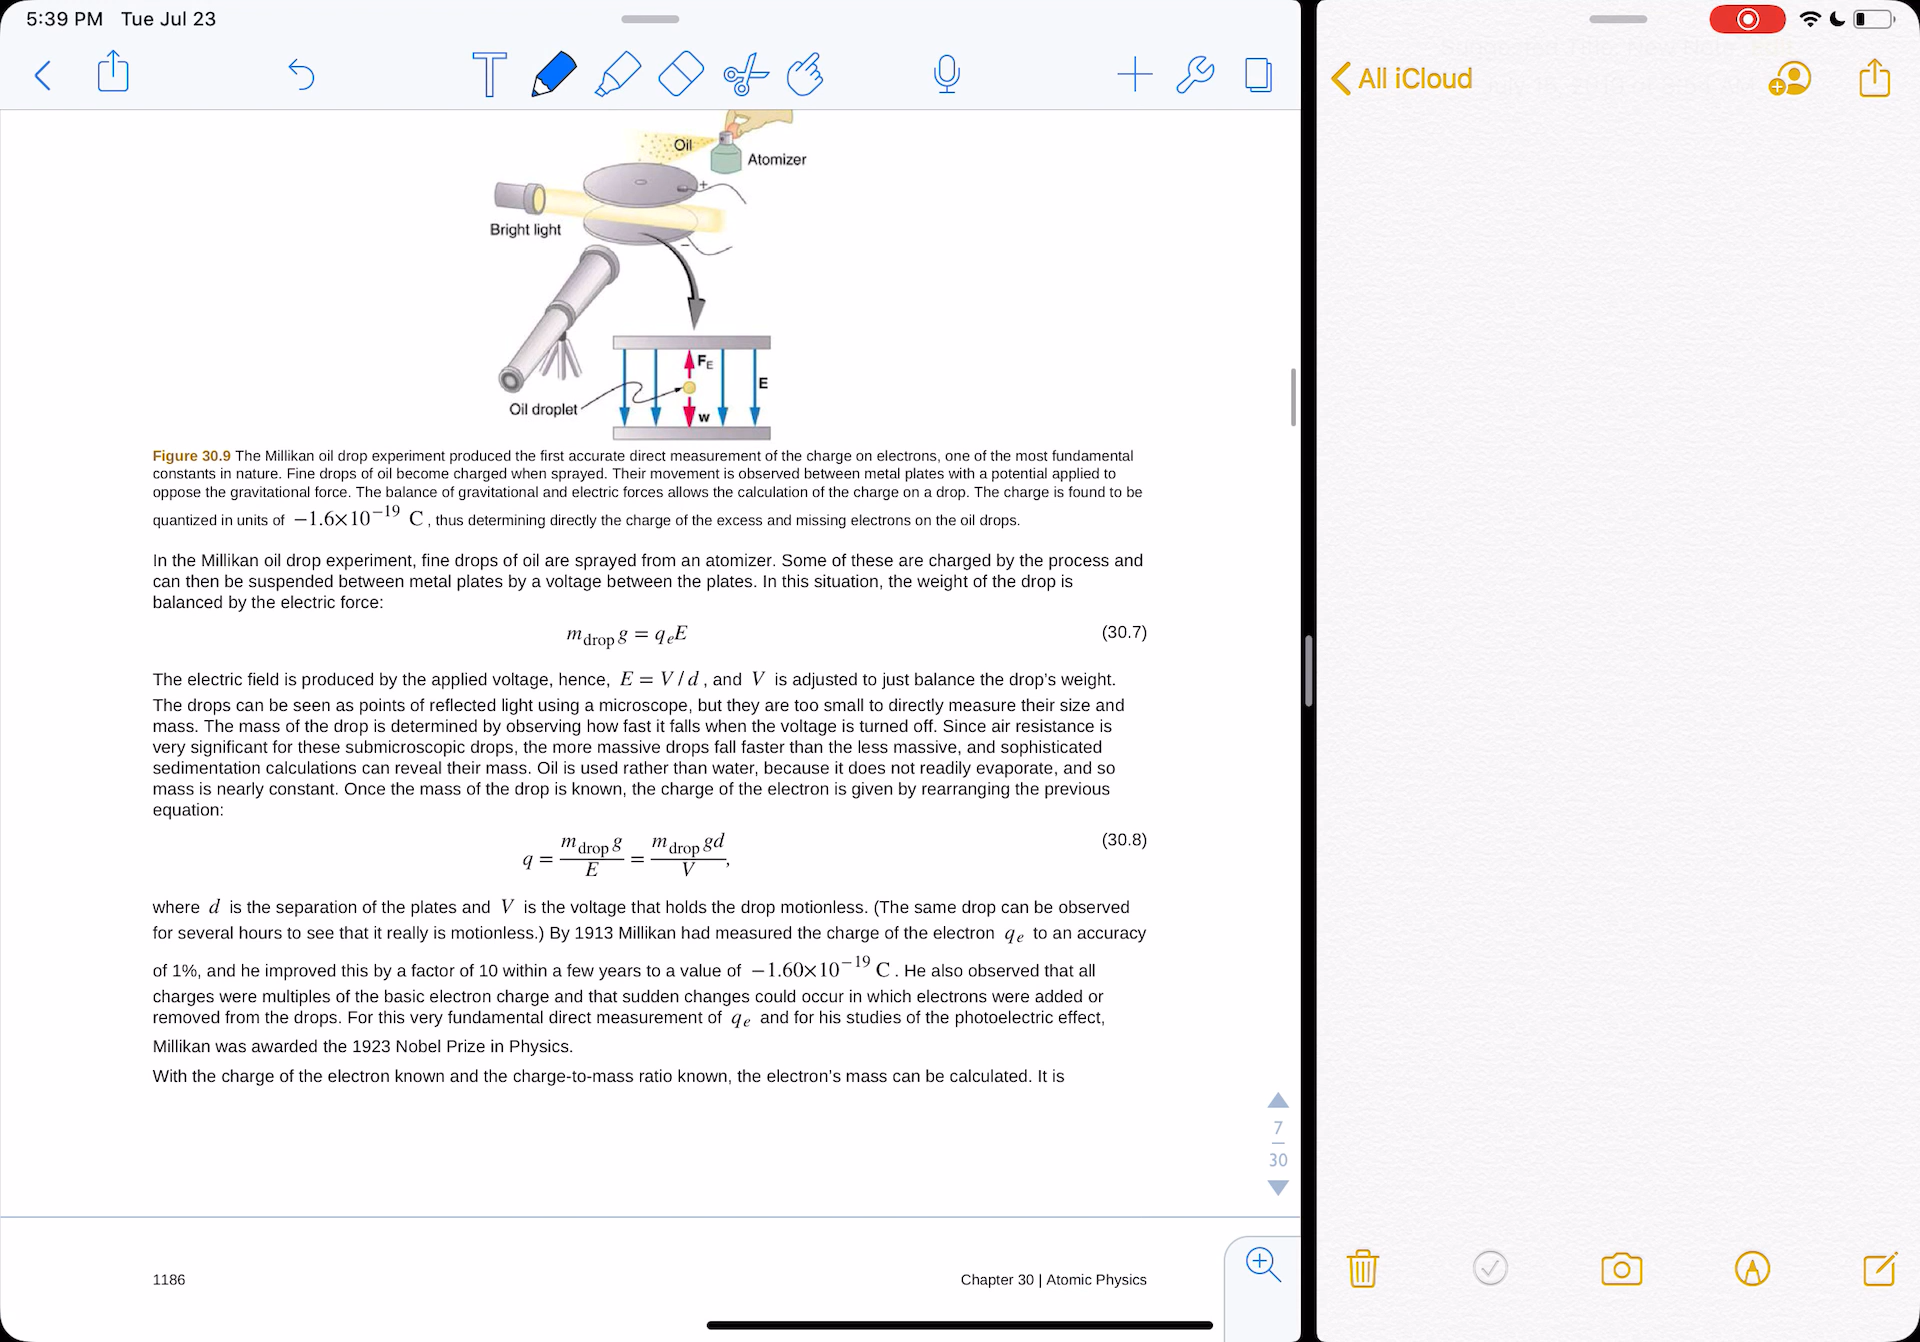 5:39 PM Tue Jul 23
All iCloud
Oil
Atomizer
+
Bright light
−
F_E
E
Oil droplet
w
Figure 30.9 The Millikan oil drop experiment produced the first accurate direct measurement of the charge on electrons, one of the most fundamental
constants in nature. Fine drops of oil become charged when sprayed. Their movement is observed between metal plates with a potential applied to
oppose the gravitational force. The balance of gravitational and electric forces allows the calculation of the charge on a drop. The charge is found to be
quantized in units of −1.6×10⁻¹⁹ C , thus determining directly the charge of the excess and missing electrons on the oil drops.
In the Millikan oil drop experiment, fine drops of oil are sprayed from an atomizer. Some of these are charged by the process and
can then be suspended between metal plates by a voltage between the plates. In this situation, the weight of the drop is
balanced by the electric force:
m_drop g = q_e E (30.7)
The electric field is produced by the applied voltage, hence, E = V / d , and V is adjusted to just balance the drop's weight.
The drops can be seen as points of reflected light using a microscope, but they are too small to directly measure their size and
mass. The mass of the drop is determined by observing how fast it falls when the voltage is turned off. Since air resistance is
very significant for these submicroscopic drops, the more massive drops fall faster than the less massive, and sophisticated
sedimentation calculations can reveal their mass. Oil is used rather than water, because it does not readily evaporate, and so
mass is nearly constant. Once the mass of the drop is known, the charge of the electron is given by rearranging the previous
equation:
q = m_drop g / E = m_drop gd / V, (30.8)
where d is the separation of the plates and V is the voltage that holds the drop motionless. (The same drop can be observed
for several hours to see that it really is motionless.) By 1913 Millikan had measured the charge of the electron q_e to an accuracy
of 1%, and he improved this by a factor of 10 within a few years to a value of −1.60×10⁻¹⁹ C . He also observed that all
charges were multiples of the basic electron charge and that sudden changes could occur in which electrons were added or
removed from the drops. For this very fundamental direct measurement of q_e and for his studies of the photoelectric effect,
Millikan was awarded the 1923 Nobel Prize in Physics.
With the charge of the electron known and the charge-to-mass ratio known, the electron's mass can be calculated. It is
7
30
1186 Chapter 30 | Atomic Physics